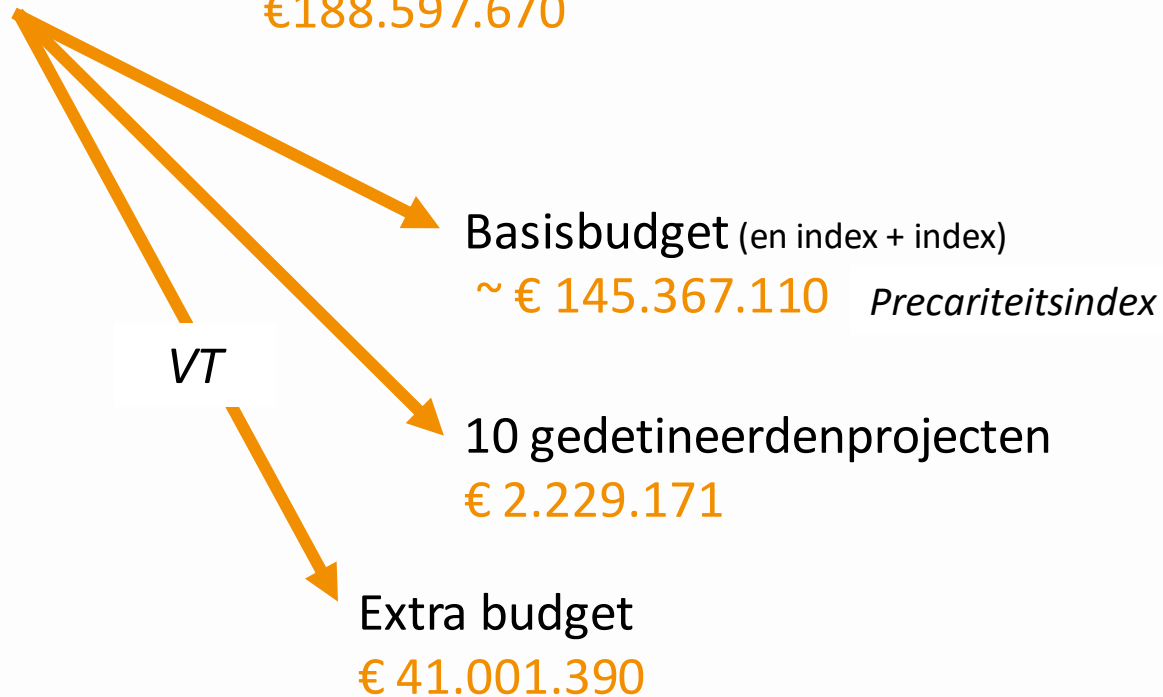 €188.597.670
Basisbudget (en index + index)
~ € 145.367.110 Precariteitsindex
VT
10 gedetineerdenprojecten
€ 2.229.171
Extra budget
€ 41.001.390